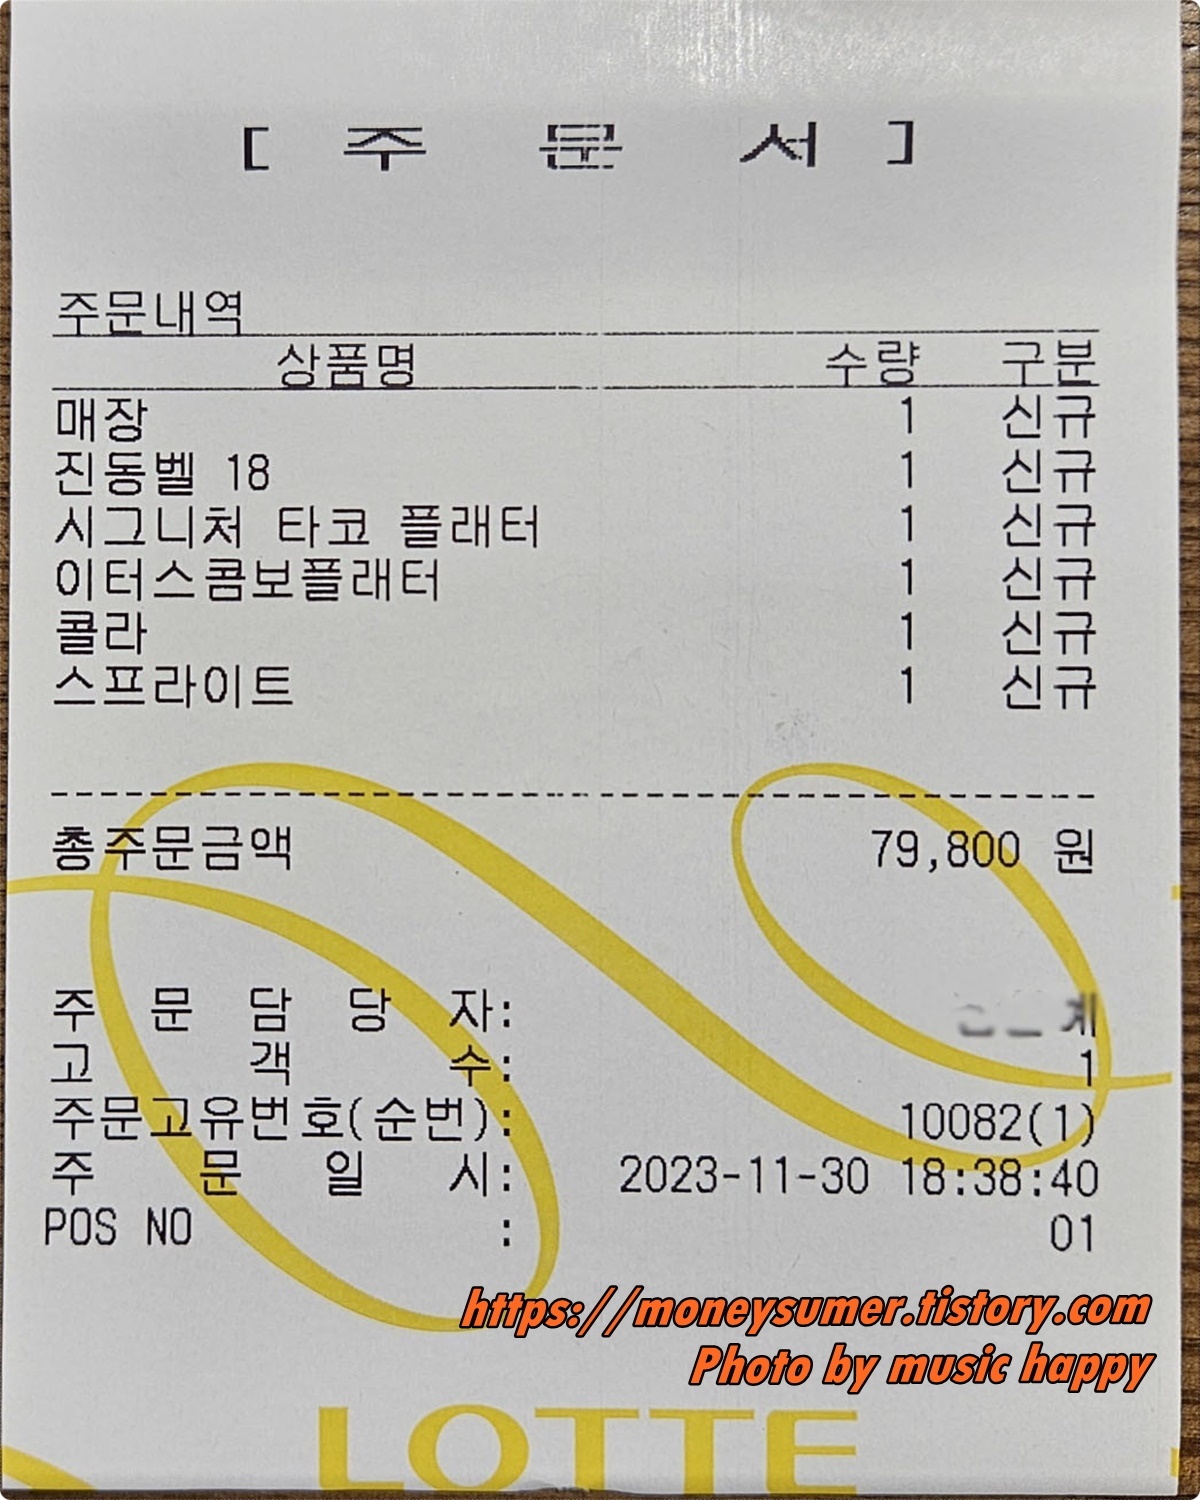 [ 주 문 서 ]
주문내역
상품명 수량 구분
매장 1 신규
진동벨 18 1 신규
시그니처 타코 플래터 1 신규
이터스콤보플래터 1 신규
콜라 1 신규
스프라이트 1 신규
총주문금액 79,800 원
주 문 담 당 자: 계
고 객 수: 1
주문고유번호(순번): 10082(1)
주 문 일 시: 2023-11-30 18:38:40
POS NO : 01
https://moneysumer.tistory.com
Photo by music happy
LOTTE